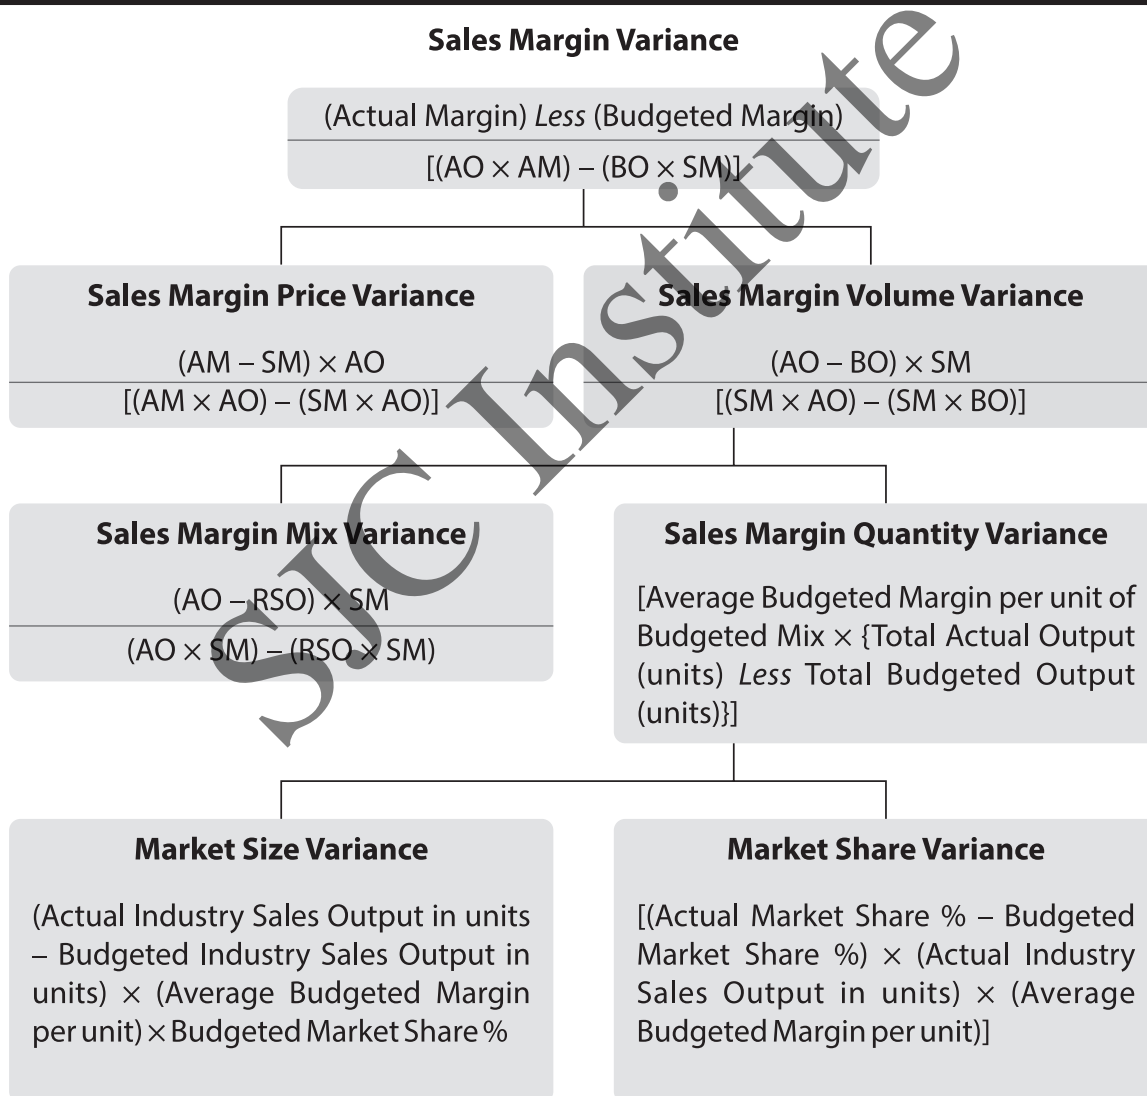 Sales Margin Variance
(Actual Margin) Less (Budgeted Margin)
[(AO × AM) – (BO × SM)]
Sales Margin Price Variance
(AM – SM) × AO
[(AM × AO) – (SM × AO)]
Sales Margin Volume Variance
(AO – BO) × SM
[(SM × AO) – (SM × BO)]
Sales Margin Mix Variance
(AO – RSO) × SM
(AO × SM) – (RSO × SM)
Sales Margin Quantity Variance
[Average Budgeted Margin per unit of
Budgeted Mix × {Total Actual Output
(units) Less Total Budgeted Output
(units)}]
Market Size Variance
(Actual Industry Sales Output in units
– Budgeted Industry Sales Output in
units) × (Average Budgeted Margin
per unit) × Budgeted Market Share %
Market Share Variance
[(Actual Market Share % – Budgeted
Market Share %) × (Actual Industry
Sales Output in units) × (Average
Budgeted Margin per unit)]
SJC Institute